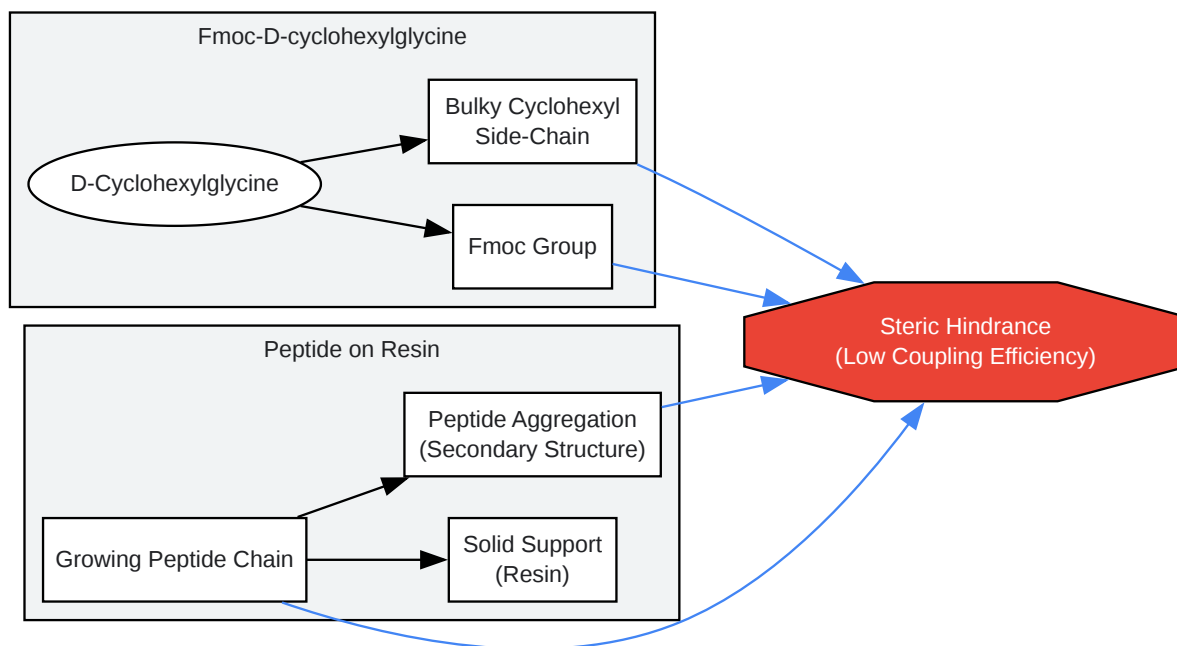 Fmoc-D-cyclohexylglycine
Bulky Cyclohexyl
Side-Chain
D-Cyclohexylglycine
Fmoc Group
Steric Hindrance
(Low Coupling Efficiency)
Peptide on Resin
Peptide Aggregation
(Secondary Structure)
Growing Peptide Chain
Solid Support
(Resin)